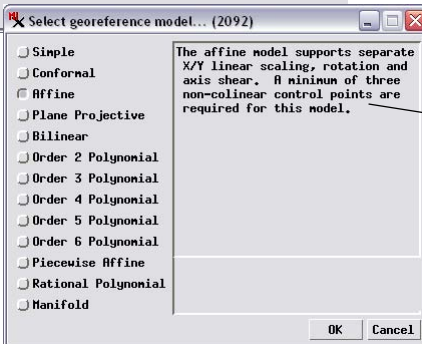 Select georeference model... (2092)
Simple
Conformal
Affine
Plane Projective
Bilinear
Order 2 Polynomial
Order 3 Polynomial
Order 4 Polynomial
Order 5 Polynomial
Order 6 Polynomial
Piecewise Affine
Rational Polynomial
Manifold
The affine model supports separate
X/Y linear scaling, rotation and
axis shear. A minimum of three
non-colinear control points are
required for this model.
OK Cancel